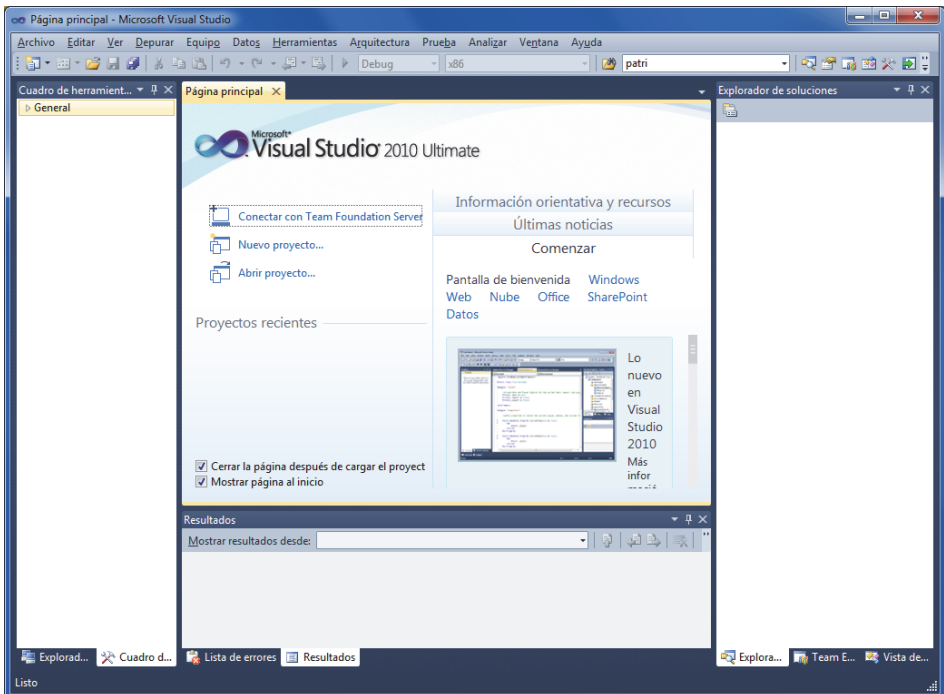 Página principal - Microsoft Visual Studio
Archivo Editar Ver Depurar Equipo Datos Herramientas Arquitectura Prueba Analizar Ventana Ayuda
Debug x86 patri
Cuadro de herramient...
General
Página principal
Explorador de soluciones
Microsoft
Visual Studio 2010 Ultimate
Conectar con Team Foundation Server
Nuevo proyecto...
Abrir proyecto...
Proyectos recientes
Cerrar la página después de cargar el proyect
Mostrar página al inicio
Información orientativa y recursos
Últimas noticias
Comenzar
Pantalla de bienvenida Windows
Web Nube Office SharePoint
Datos
Lo
nuevo
en
Visual
Studio
2010
Más
infor
Resultados
Mostrar resultados desde:
Explorad... Cuadro d... Lista de errores Resultados Explora... Team E... Vista de...
Listo